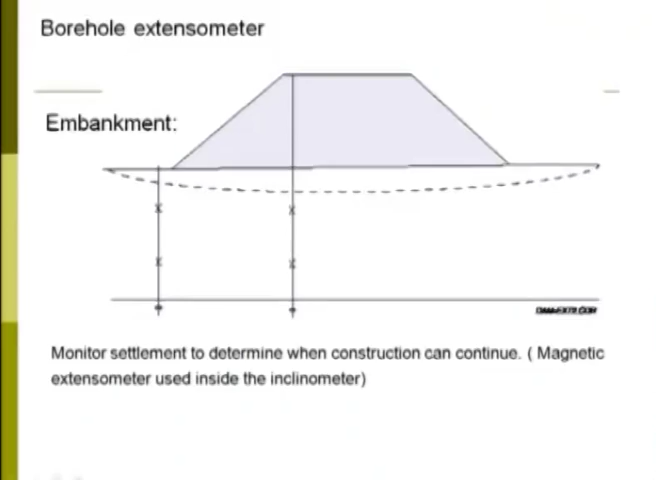 Borehole extensometer
Embankment:
Monitor settlement to determine when construction can continue. ( Magnetic
extensometer used inside the inclinometer)